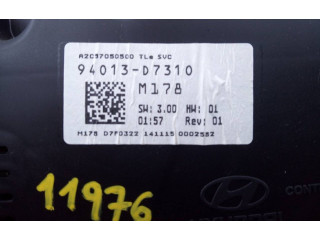 A2C97050500 TLe SVC
94013-D7310
M178
SW: 3.00 HW: 01
01:57 Rev: 01
M178 D7F0322 141115 0002582
11976
CONT